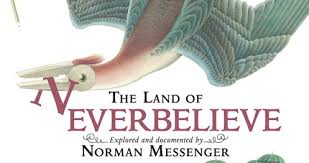 THE LAND OF
NEVERBELIEVE
Explored and documented by
NORMAN MESSENGER